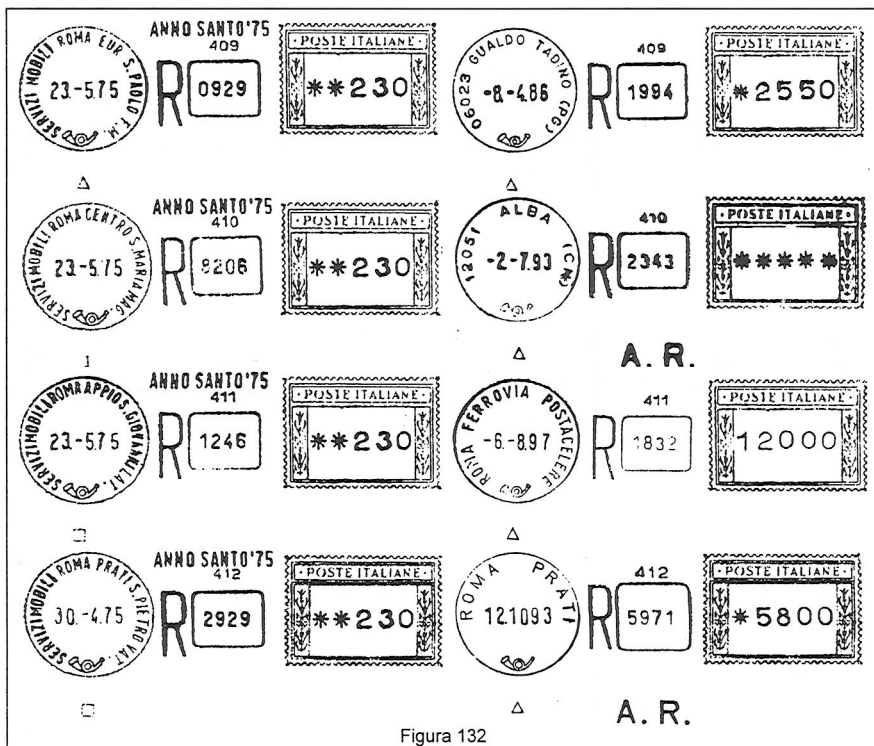 ANNO SANTO'75
409
SERVIZI MOBILI ROMA EUR S. PAOLO F.M.
23.-5.75
R 0929
· POSTE ITALIANE ·
**230
409
06023 GUALDO TADINO (PG)
-8.-4.86
R 1994
· POSTE ITALIANE ·
*2550
ANNO SANTO'75
410
SERVIZI MOBILI ROMA CENTRO S. MARIA MAG.
23.-5.75
R 8206
· POSTE ITALIANE ·
**230
410
12051 ALBA (CN)
-2.-7.93
R 2343
· POSTE ITALIANE ·
*****
A. R.
ANNO SANTO'75
411
SERVIZI MOBILI ROMA APPIO S. GIOVANNI LAT.
23.-5.75
R 1246
· POSTE ITALIANE ·
**230
411
ROMA FERROVIA POSTACELERE
-6.-8.97
R 1832
· POSTE ITALIANE ·
12000
ANNO SANTO'75
412
SERVIZI MOBILI ROMA PRATI S. PIETRO VAT.
30.-4.75
R 2929
· POSTE ITALIANE ·
**230
412
ROMA PRATI
12.1093
R 5971
· POSTE ITALIANE ·
*5800
A. R.
Figura 132